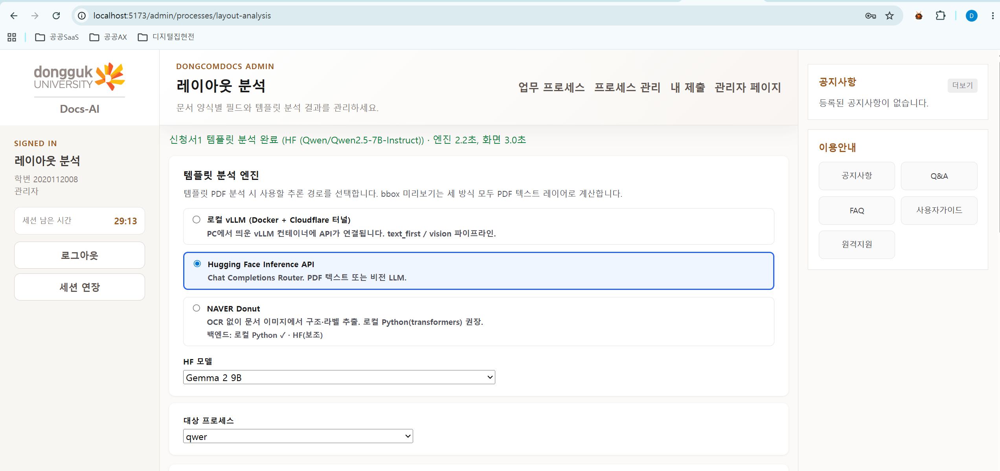 localhost:5173/admin/processes/layout-analysis
D
공공SaaS
공공AX
디지털집현전
dongguk
UNIVERSITY
Docs-AI
SIGNED IN
레이아웃 분석
학번 2020112008
관리자
세션 남은 시간 29:13
로그아웃
세션 연장
DONGCOMDOCS ADMIN
레이아웃 분석
문서 양식별 필드와 템플릿 분석 결과를 관리하세요.
업무 프로세스 프로세스 관리 내 제출 관리자 페이지
신청서1 템플릿 분석 완료 (HF (Qwen/Qwen2.5-7B-Instruct)) · 엔진 2.2초, 화면 3.0초
템플릿 분석 엔진
템플릿 PDF 분석 시 사용할 추론 경로를 선택합니다. bbox 미리보기는 세 방식 모두 PDF 텍스트 레이어로 계산합니다.
로컬 vLLM (Docker + Cloudflare 터널)
PC에서 띄운 vLLM 컨테이너에 API가 연결됩니다. text_first / vision 파이프라인.
Hugging Face Inference API
Chat Completions Router. PDF 텍스트 또는 비전 LLM.
NAVER Donut
OCR 없이 문서 이미지에서 구조·라벨 추출. 로컬 Python(transformers) 권장.
백엔드: 로컬 Python ✓ · HF(보조)
HF 모델
Gemma 2 9B
대상 프로세스
qwer
공지사항
더보기
등록된 공지사항이 없습니다.
이용안내
공지사항
Q&A
FAQ
사용자가이드
원격지원